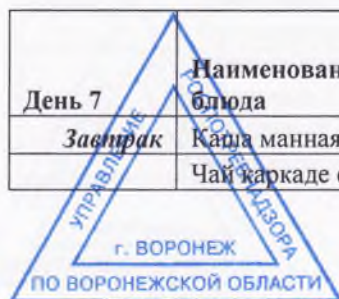 День 7
Наименован
блюда
Завтрак
Каша манная
Чай каркаде с
УПРАВЛЕНИЕ
РОСПОТРЕБНАДЗОРА
г. ВОРОНЕЖ
ПО ВОРОНЕЖСКОЙ ОБЛАСТИ